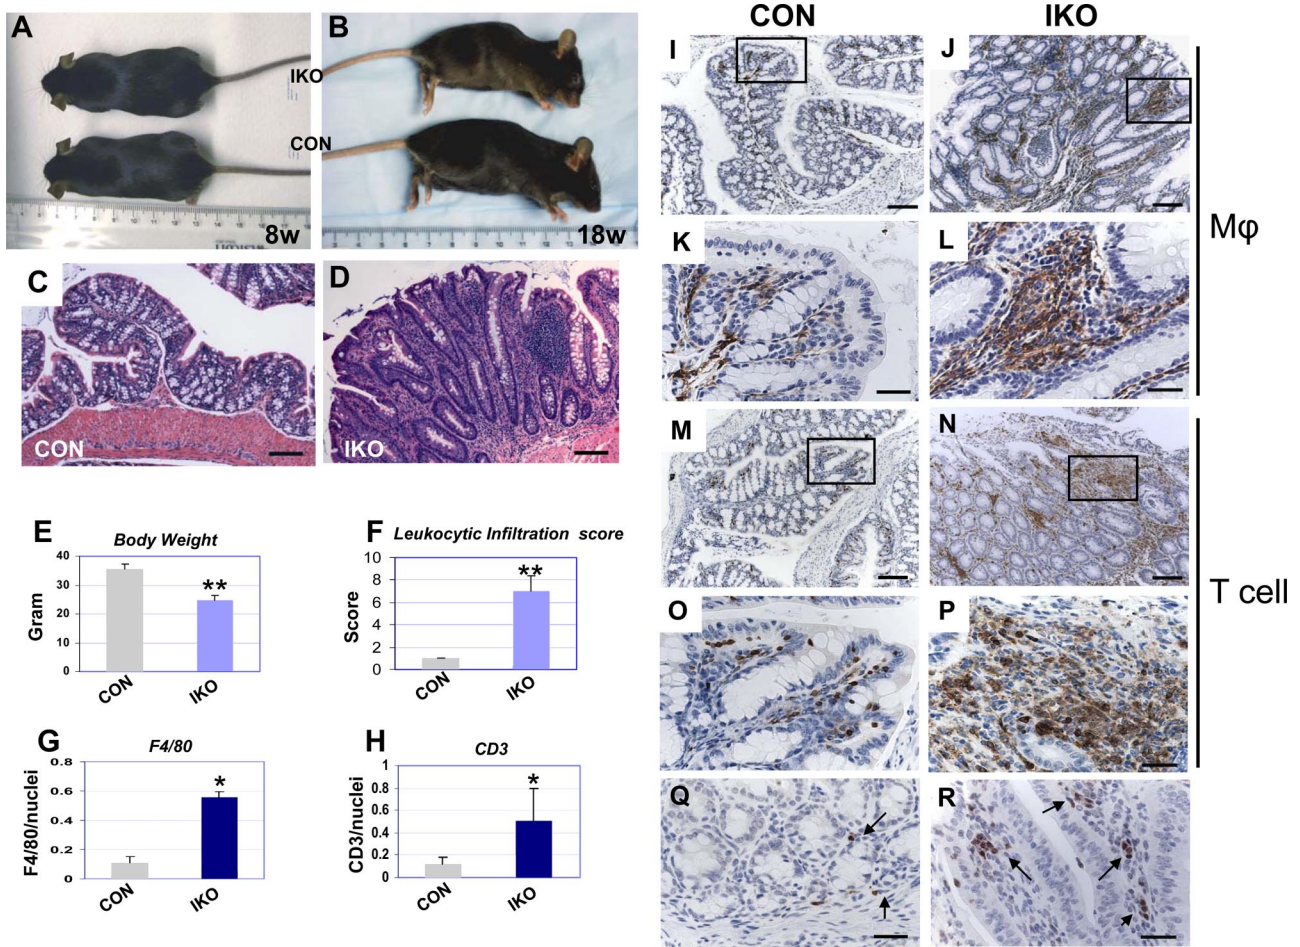 CON
IKO
A
B
IKO
CON
8w
18w
C
D
CON
IKO
E
Body Weight
**
Gram
40
30
20
10
0
CON
IKO
F
Leukocytic Infiltration score
**
Score
10
8
6
4
2
0
CON
IKO
G
F4/80
*
F4/80/nuclei
0.8
0.6
0.4
0.2
0
CON
IKO
H
CD3
*
CD3/nuclei
1
0.8
0.6
0.4
0.2
0
CON
IKO
I
J
K
L
Mφ
M
N
O
P
T cell
Q
R